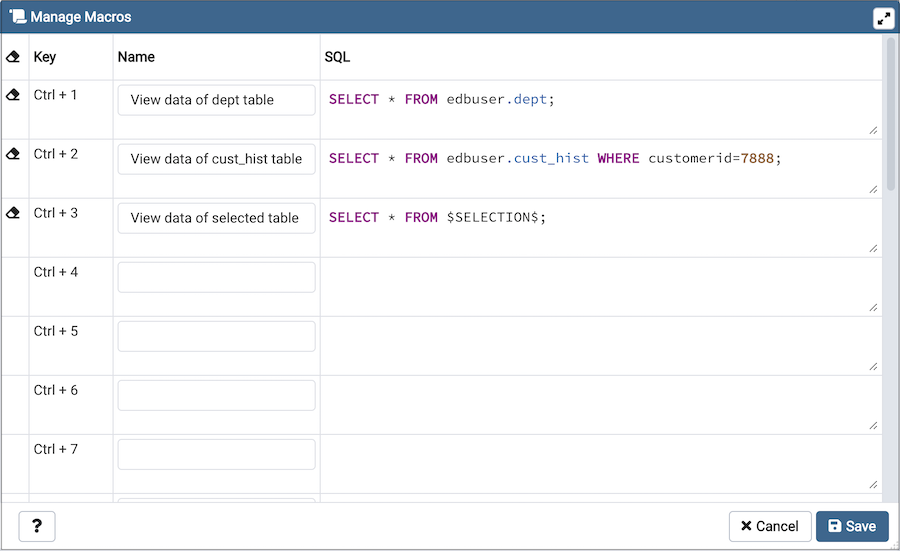 Manage Macros
Key Name SQL
Ctrl + 1 View data of dept table SELECT * FROM edbuser.dept;
Ctrl + 2 View data of cust_hist table SELECT * FROM edbuser.cust_hist WHERE customerid=7888;
Ctrl + 3 View data of selected table SELECT * FROM $SELECTION$;
Ctrl + 4
Ctrl + 5
Ctrl + 6
Ctrl + 7
? Cancel Save